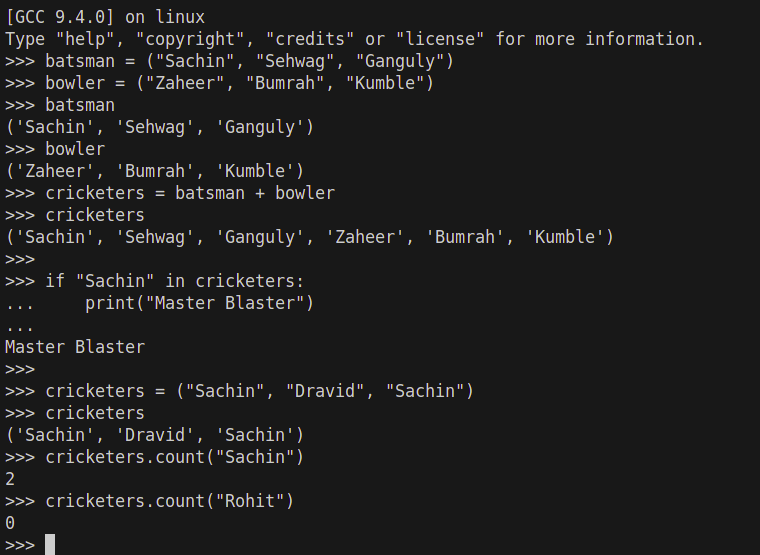 [GCC 9.4.0] on linux
Type "help", "copyright", "credits" or "license" for more information.
>>> batsman = ("Sachin", "Sehwag", "Ganguly")
>>> bowler = ("Zaheer", "Bumrah", "Kumble")
>>> batsman
('Sachin', 'Sehwag', 'Ganguly')
>>> bowler
('Zaheer', 'Bumrah', 'Kumble')
>>> cricketers = batsman + bowler
>>> cricketers
('Sachin', 'Sehwag', 'Ganguly', 'Zaheer', 'Bumrah', 'Kumble')
>>>
>>> if "Sachin" in cricketers:
...     print("Master Blaster")
...
Master Blaster
>>>
>>> cricketers = ("Sachin", "Dravid", "Sachin")
>>> cricketers
('Sachin', 'Dravid', 'Sachin')
>>> cricketers.count("Sachin")
2
>>> cricketers.count("Rohit")
0
>>>